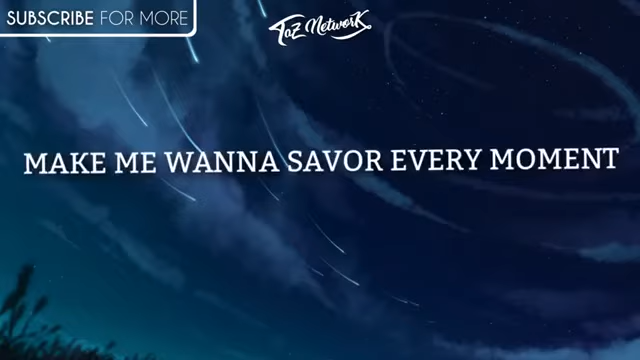 SUBSCRIBE FOR MORE
TaZ Network
MAKE ME WANNA SAVOR EVERY MOMENT